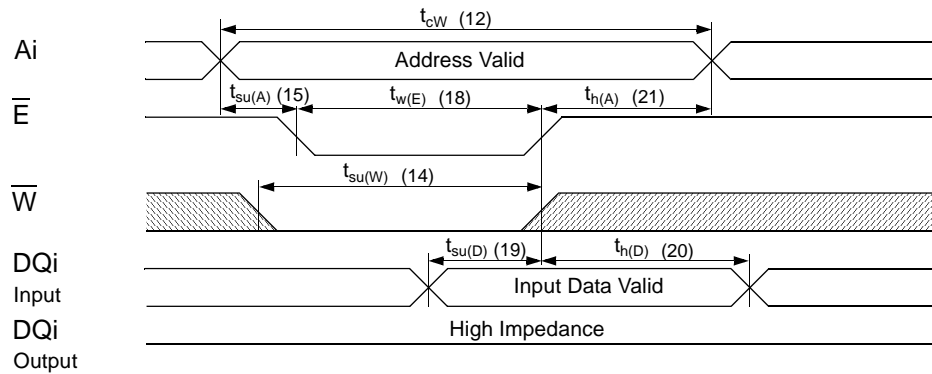 t_cW (12)
Ai
Address Valid
t_su(A) (15) t_w(E) (18) t_h(A) (21)
E̅
t_su(W) (14)
W̅
t_su(D) (19) t_h(D) (20)
DQi
Input
Input Data Valid
DQi
Output
High Impedance